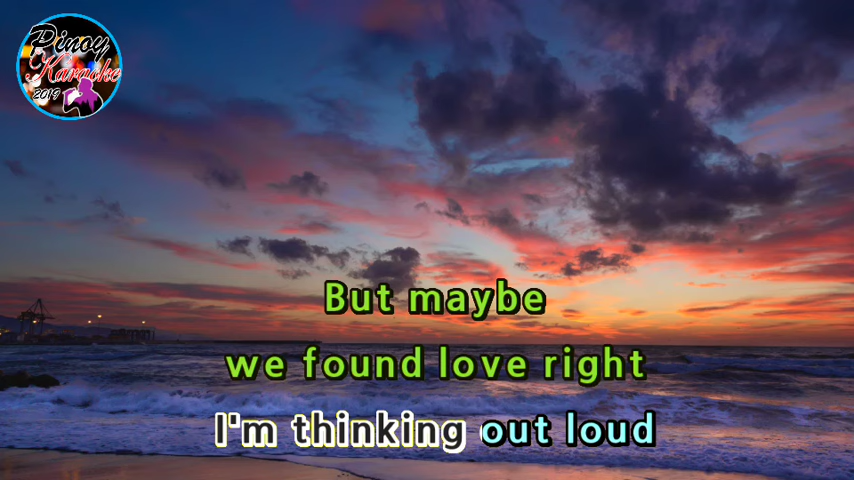 Pinoy
Karaoke
2019
But maybe
we found love right
I'm thinking out loud